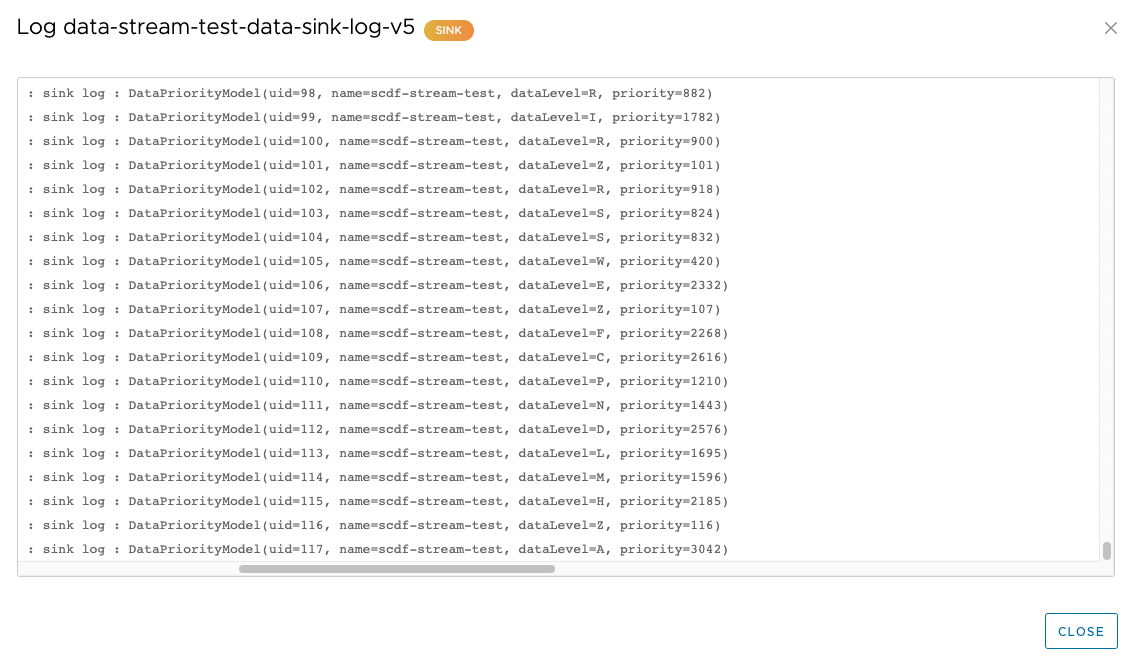 Log data-stream-test-data-sink-log-v5 SINK
: sink log : DataPriorityModel(uid=98, name=scdf-stream-test, dataLevel=R, priority=882)
: sink log : DataPriorityModel(uid=99, name=scdf-stream-test, dataLevel=I, priority=1782)
: sink log : DataPriorityModel(uid=100, name=scdf-stream-test, dataLevel=R, priority=900)
: sink log : DataPriorityModel(uid=101, name=scdf-stream-test, dataLevel=Z, priority=101)
: sink log : DataPriorityModel(uid=102, name=scdf-stream-test, dataLevel=R, priority=918)
: sink log : DataPriorityModel(uid=103, name=scdf-stream-test, dataLevel=S, priority=824)
: sink log : DataPriorityModel(uid=104, name=scdf-stream-test, dataLevel=S, priority=832)
: sink log : DataPriorityModel(uid=105, name=scdf-stream-test, dataLevel=W, priority=420)
: sink log : DataPriorityModel(uid=106, name=scdf-stream-test, dataLevel=E, priority=2332)
: sink log : DataPriorityModel(uid=107, name=scdf-stream-test, dataLevel=Z, priority=107)
: sink log : DataPriorityModel(uid=108, name=scdf-stream-test, dataLevel=F, priority=2268)
: sink log : DataPriorityModel(uid=109, name=scdf-stream-test, dataLevel=C, priority=2616)
: sink log : DataPriorityModel(uid=110, name=scdf-stream-test, dataLevel=P, priority=1210)
: sink log : DataPriorityModel(uid=111, name=scdf-stream-test, dataLevel=N, priority=1443)
: sink log : DataPriorityModel(uid=112, name=scdf-stream-test, dataLevel=D, priority=2576)
: sink log : DataPriorityModel(uid=113, name=scdf-stream-test, dataLevel=L, priority=1695)
: sink log : DataPriorityModel(uid=114, name=scdf-stream-test, dataLevel=M, priority=1596)
: sink log : DataPriorityModel(uid=115, name=scdf-stream-test, dataLevel=H, priority=2185)
: sink log : DataPriorityModel(uid=116, name=scdf-stream-test, dataLevel=Z, priority=116)
: sink log : DataPriorityModel(uid=117, name=scdf-stream-test, dataLevel=A, priority=3042)
CLOSE